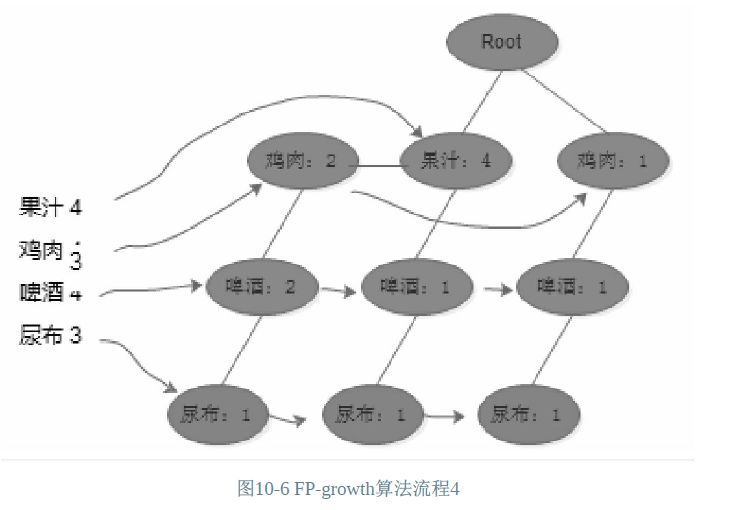 Root
鸡肉：2
果汁：4
鸡肉：1
果汁 4
鸡肉：
3
啤酒 4
尿布 3
啤酒：2
啤酒：1
啤酒：1
尿布：1
尿布：1
尿布：1
图10-6 FP-growth算法流程4